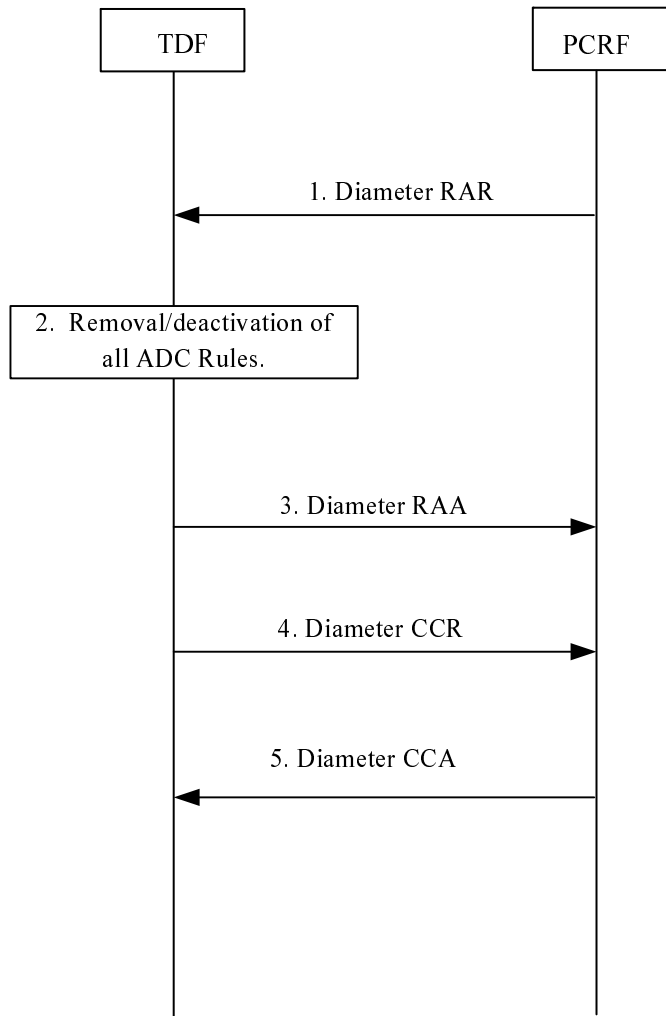 TDF
PCRF
1. Diameter RAR
2. Removal/deactivation of
all ADC Rules.
3. Diameter RAA
4. Diameter CCR
5. Diameter CCA